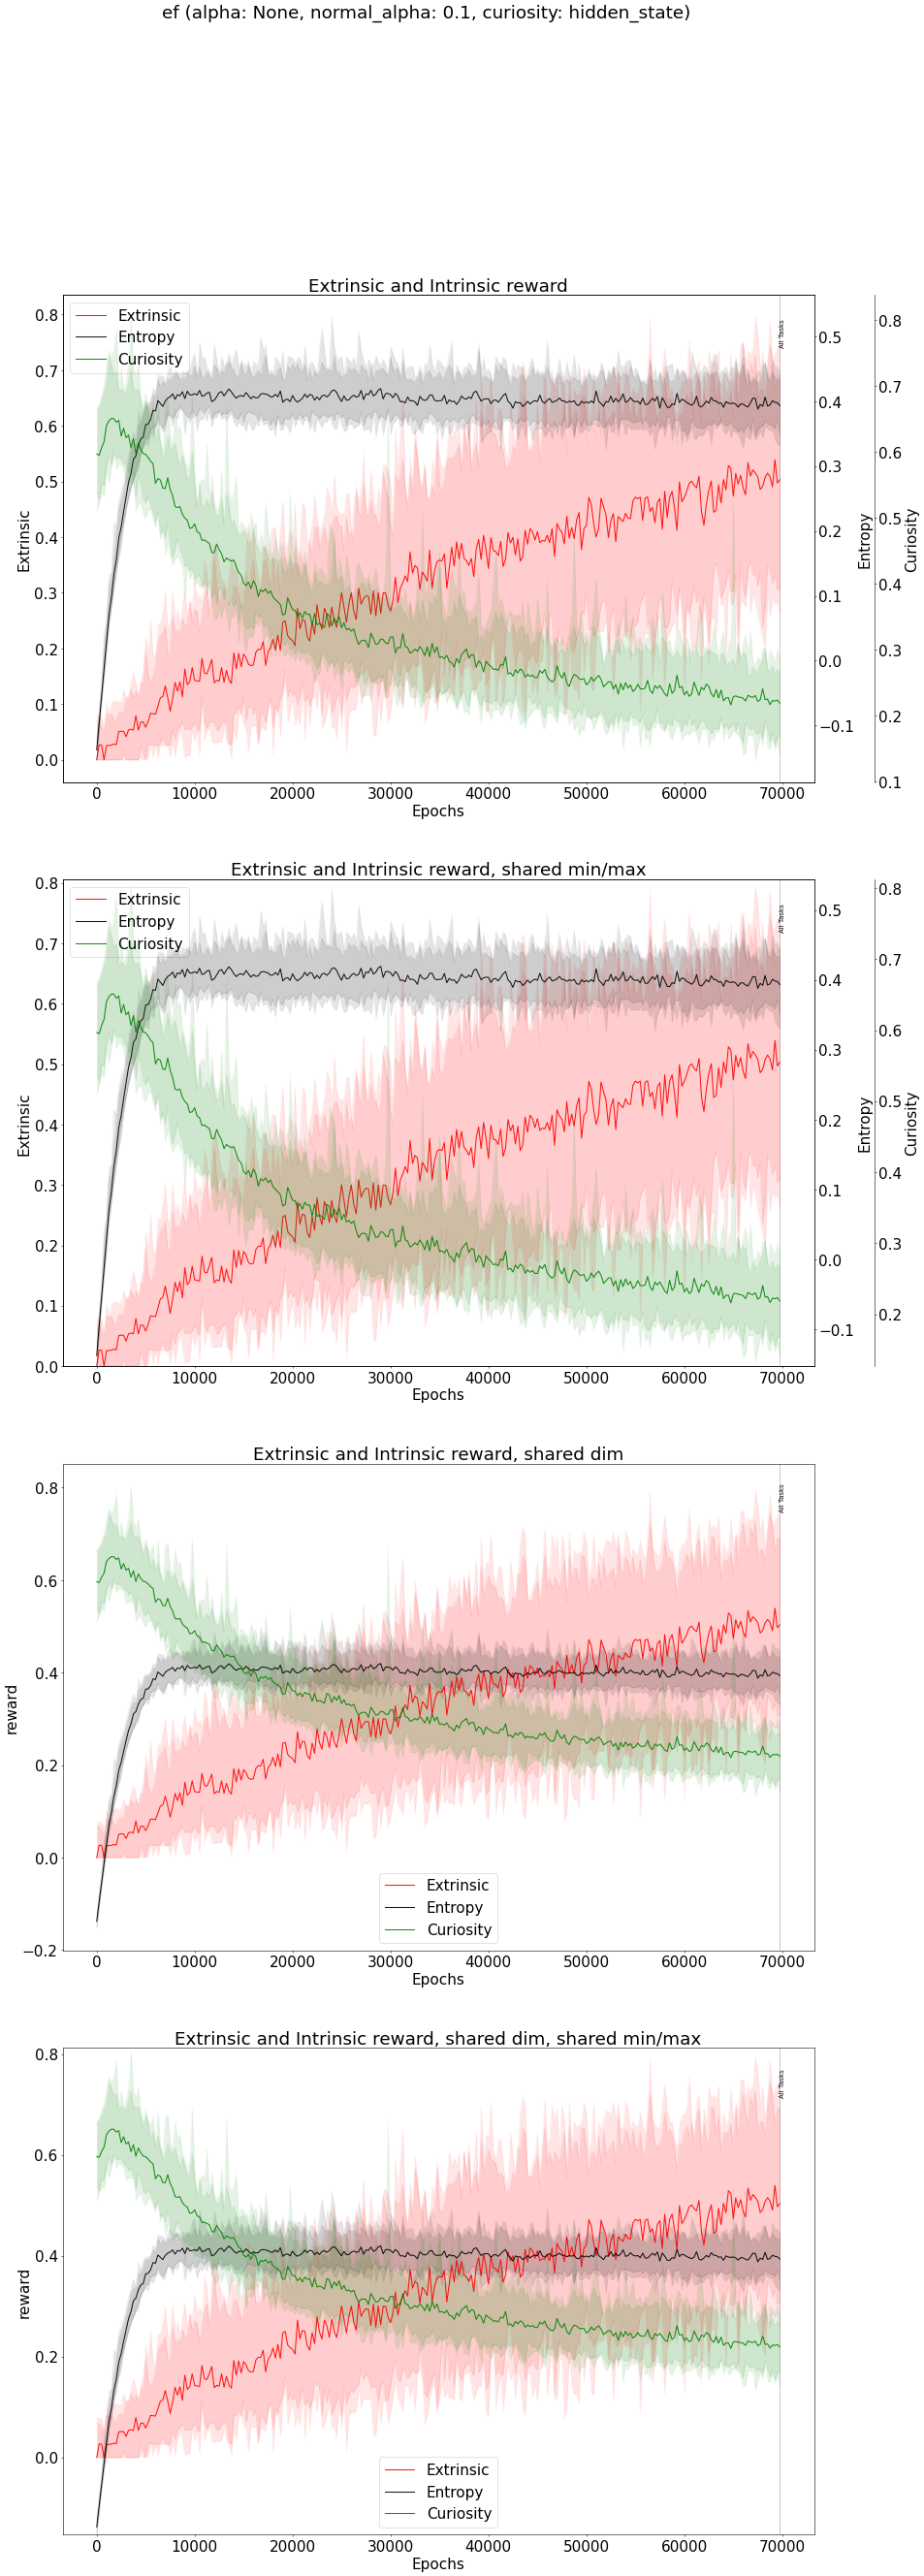 ef (alpha: None, normal_alpha: 0.1, curiosity: hidden_state)
Extrinsic and Intrinsic reward
Extrinsic
Entropy
Curiosity
All Tasks
0.8
0.7
0.6
0.5
0.4
0.3
0.2
0.1
0.0
Extrinsic
0.5
0.4
0.3
0.2
0.1
0.0
−0.1
Entropy
0.8
0.7
0.6
0.5
0.4
0.3
0.2
0.1
Curiosity
0 10000 20000 30000 40000 50000 60000 70000
Epochs
Extrinsic and Intrinsic reward, shared min/max
Extrinsic
Entropy
Curiosity
All Tasks
0.8
0.7
0.6
0.5
0.4
0.3
0.2
0.1
0.0
Extrinsic
0.5
0.4
0.3
0.2
0.1
0.0
−0.1
Entropy
0.8
0.7
0.6
0.5
0.4
0.3
0.2
Curiosity
0 10000 20000 30000 40000 50000 60000 70000
Epochs
Extrinsic and Intrinsic reward, shared dim
All Tasks
0.8
0.6
0.4
0.2
0.0
−0.2
reward
Extrinsic
Entropy
Curiosity
0 10000 20000 30000 40000 50000 60000 70000
Epochs
Extrinsic and Intrinsic reward, shared dim, shared min/max
All Tasks
0.8
0.6
0.4
0.2
0.0
reward
Extrinsic
Entropy
Curiosity
0 10000 20000 30000 40000 50000 60000 70000
Epochs